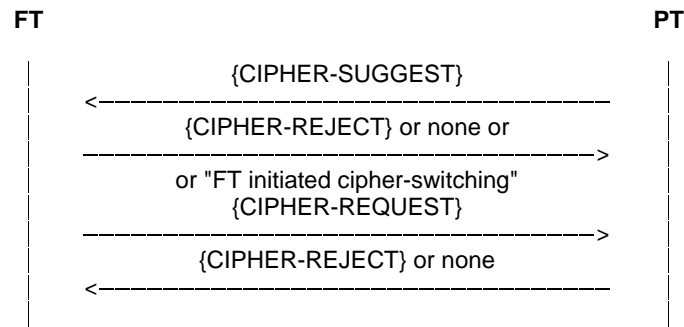 FT PT
{CIPHER-SUGGEST}
{CIPHER-REJECT} or none or
or "FT initiated cipher-switching"
{CIPHER-REQUEST}
{CIPHER-REJECT} or none